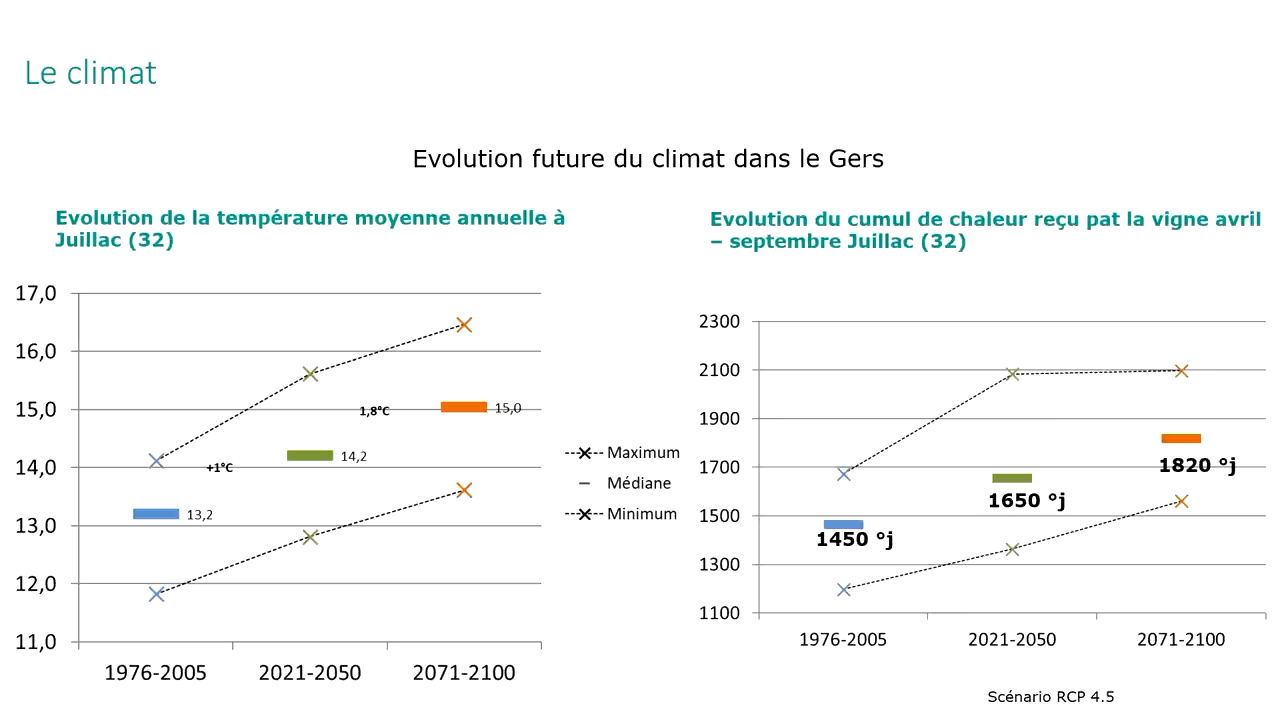 Le climat
Evolution future du climat dans le Gers
Evolution de la température moyenne annuelle à
Juillac (32)
17,0
16,0
15,0
14,0
13,0
12,0
11,0
1,8°C
15,0
+1°C
14,2
13,2
1976-2005
2021-2050
2071-2100
Maximum
Médiane
Minimum
Evolution du cumul de chaleur reçu pat la vigne avril
– septembre Juillac (32)
2300
2100
1900
1700
1500
1300
1100
1820 °j
1650 °j
1450 °j
1976-2005
2021-2050
2071-2100
Scénario RCP 4.5